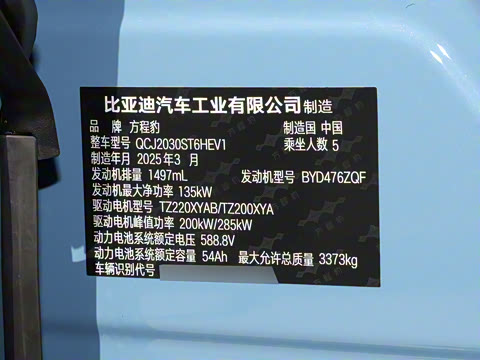 比亚迪汽车工业有限公司 制造
品 牌 方程豹 制造国 中国
整车型号 QCJ2030ST6HEV1 乘坐人数 5
制造年月 2025年3月
发动机排量 1497mL 发动机型号 BYD476ZQF
发动机最大净功率 135kW
驱动电机型号 TZ220XYAB/TZ200XYA
驱动电机峰值功率 200kW/285kW
动力电池系统额定电压 588.8V
动力电池系统额定容量 54Ah 最大允许总质量 3373kg
车辆识别代号